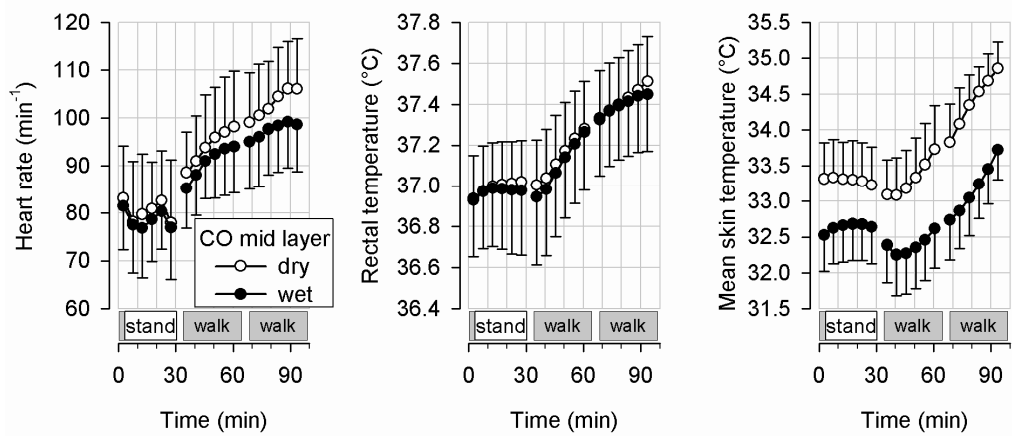 Heart rate (min⁻¹)
120
110
100
90
80
70
60
CO mid layer
dry
wet
stand
walk
walk
0
30
60
90
Time (min)
Rectal temperature (°C)
37.8
37.6
37.4
37.2
37.0
36.8
36.6
36.4
stand
walk
walk
0
30
60
90
Time (min)
Mean skin temperature (°C)
35.5
35.0
34.5
34.0
33.5
33.0
32.5
32.0
31.5
stand
walk
walk
0
30
60
90
Time (min)